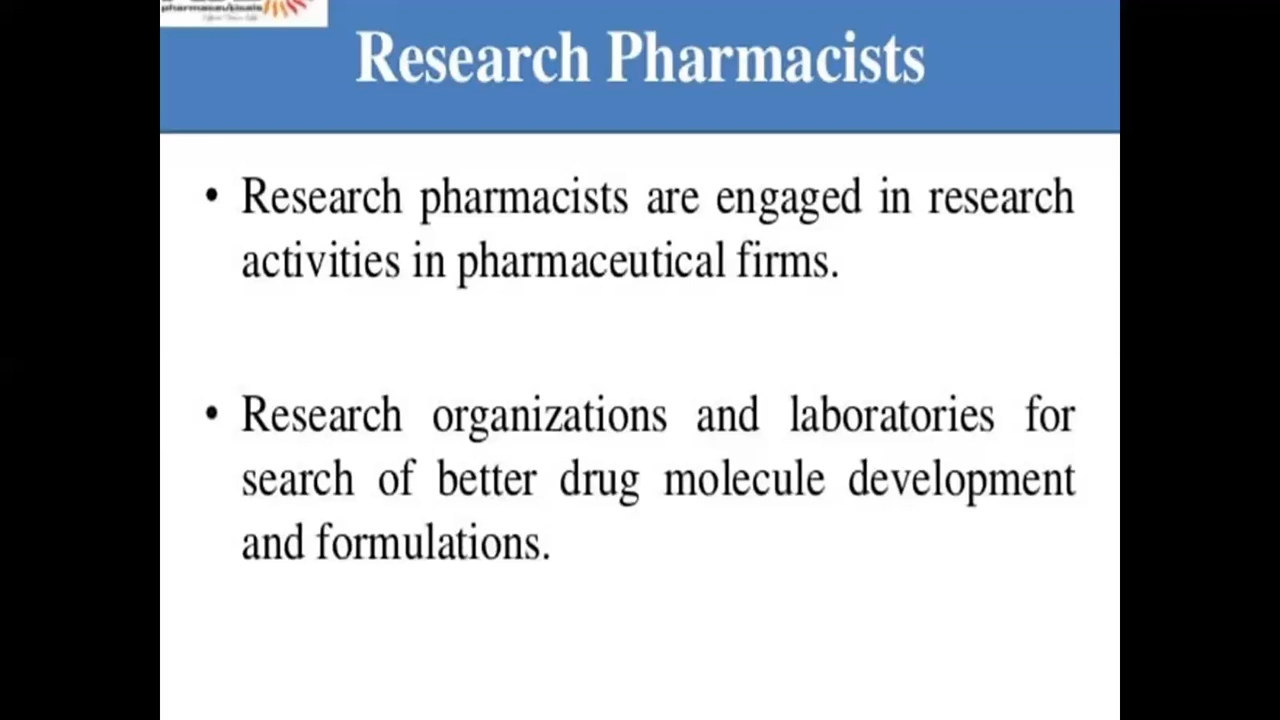 pharmaceuticals
Research Pharmacists
• Research pharmacists are engaged in research
activities in pharmaceutical firms.
• Research organizations and laboratories for
search of better drug molecule development
and formulations.